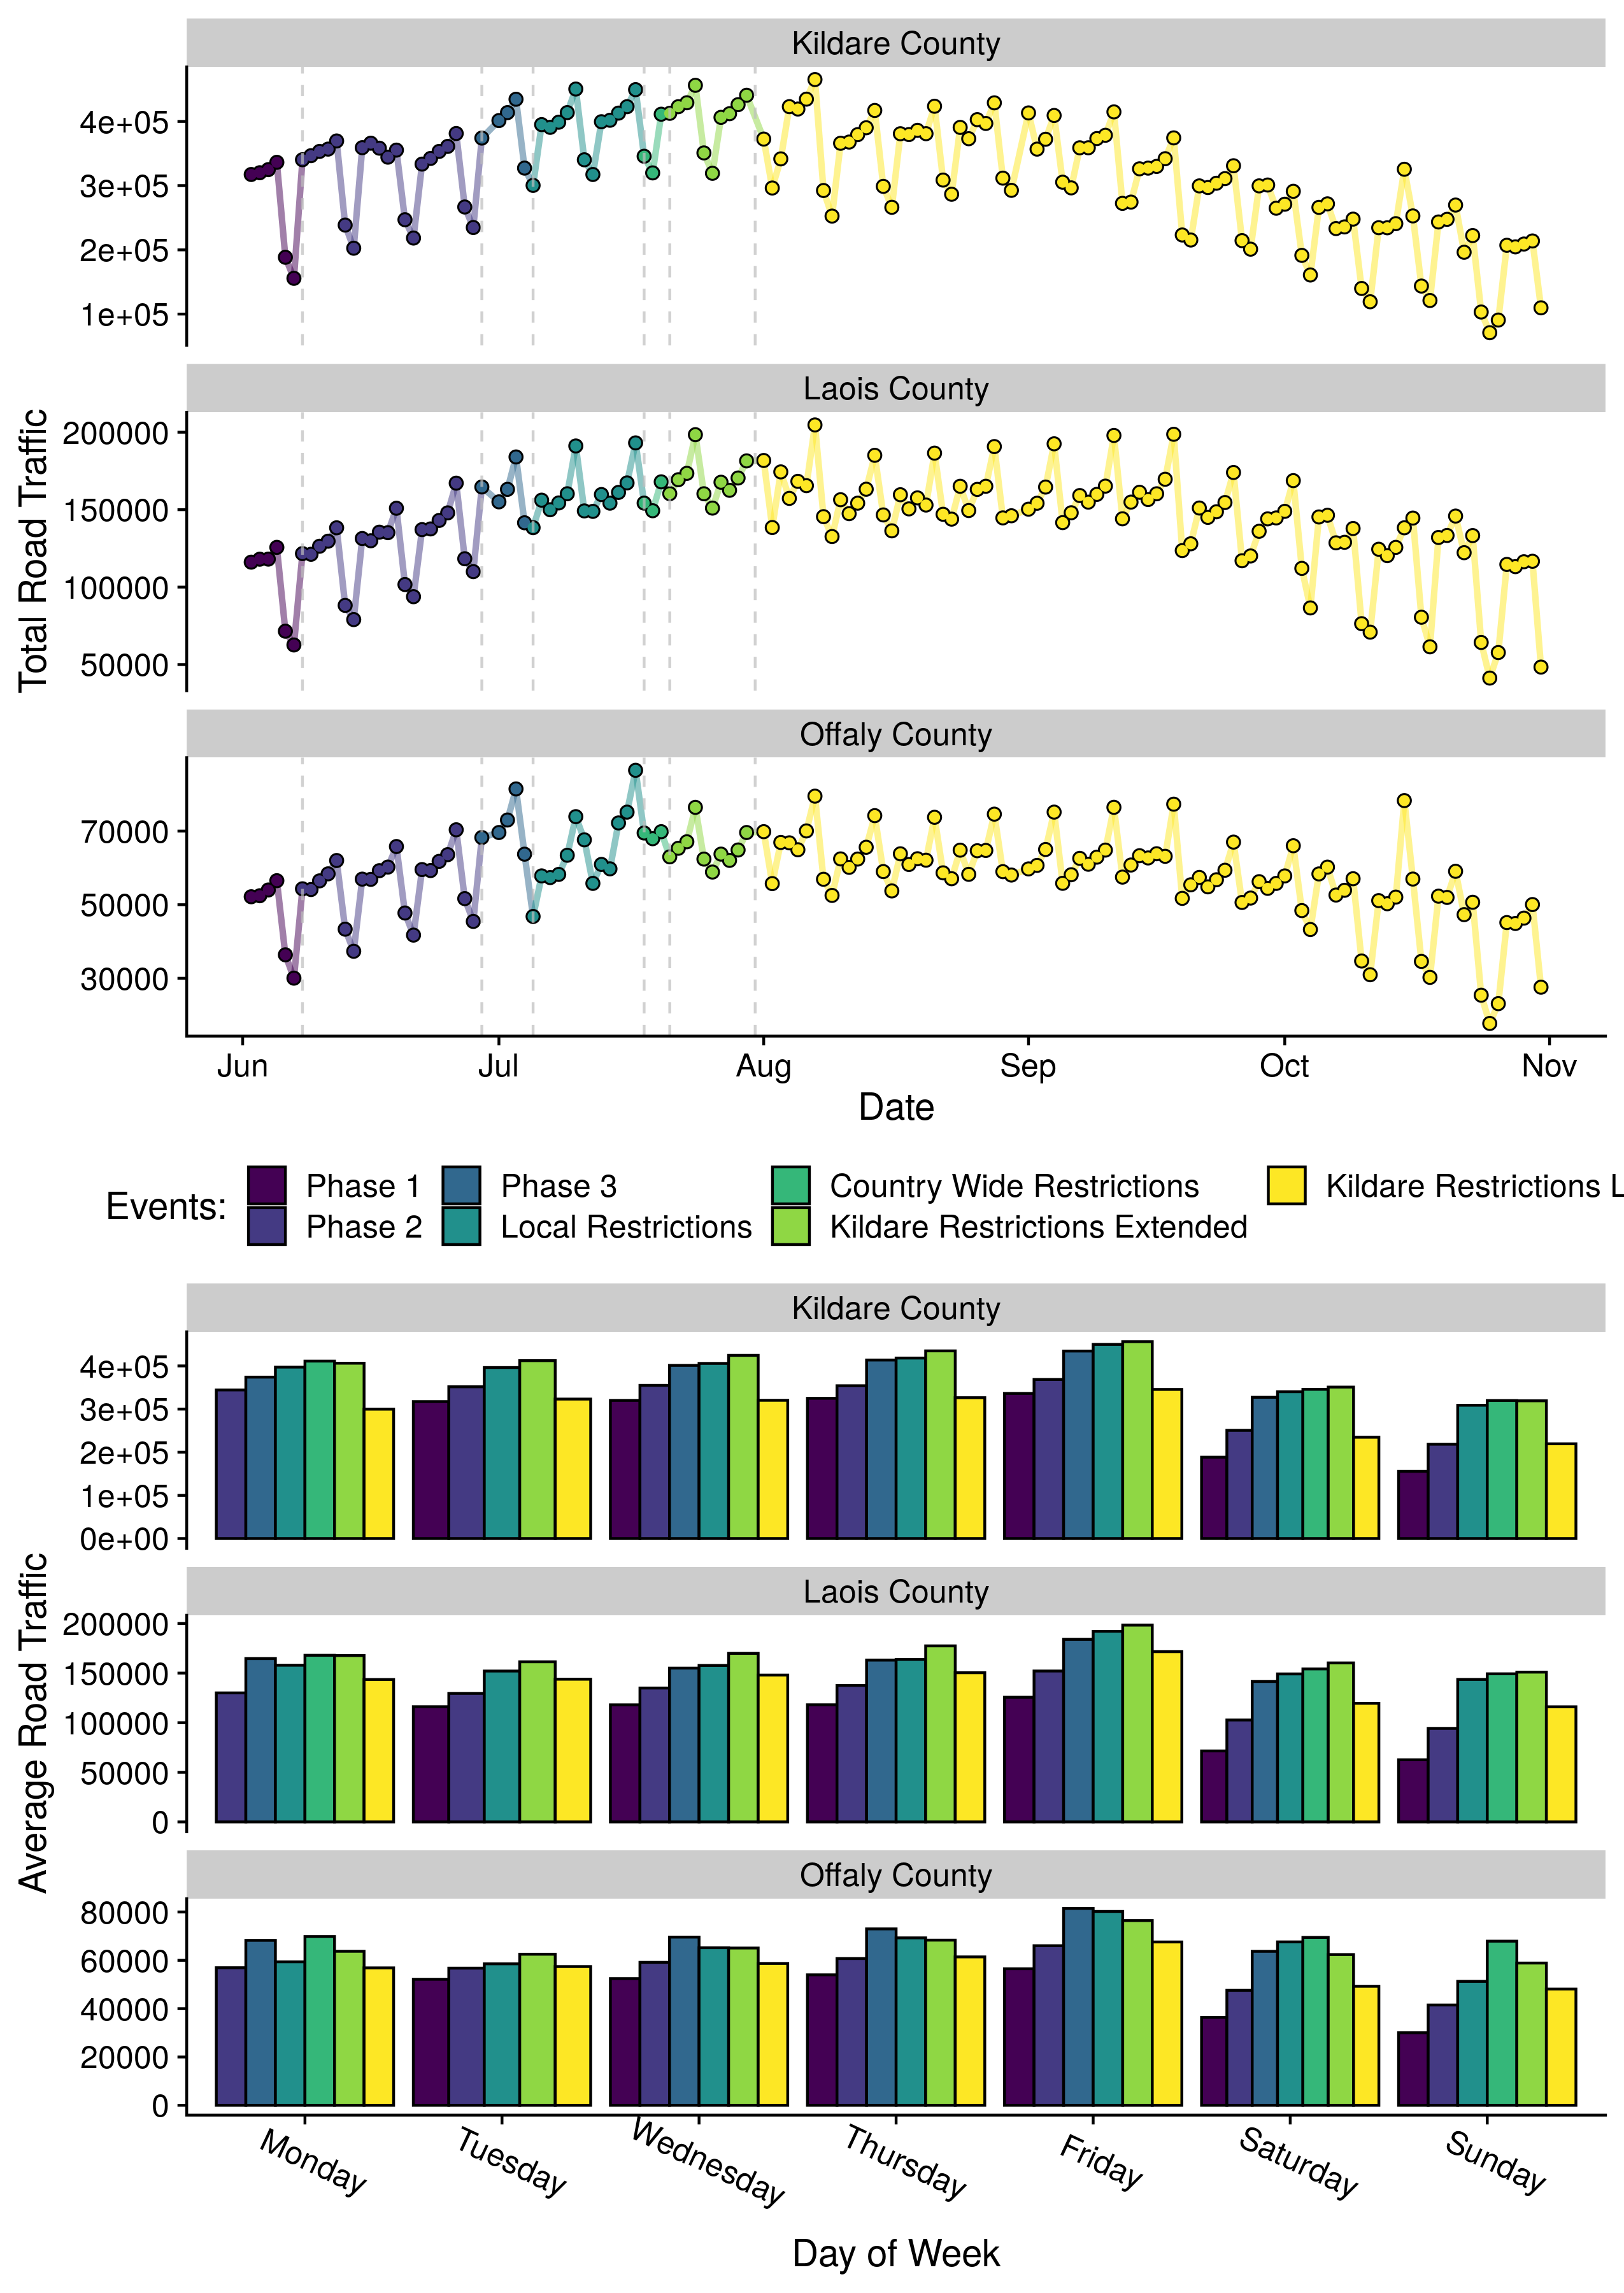 Kildare County
4e+05
3e+05
2e+05
1e+05
Laois County
200000
150000
100000
50000
Total Road Traffic
Offaly County
70000
50000
30000
Jun Jul Aug Sep Oct Nov
Date
Events:
Phase 1 Phase 3 Country Wide Restrictions Kildare Restrictions L
Phase 2 Local Restrictions Kildare Restrictions Extended
Kildare County
4e+05
3e+05
2e+05
1e+05
0e+00
Laois County
200000
150000
100000
50000
0
Average Road Traffic
Offaly County
80000
60000
40000
20000
0
Monday Tuesday Wednesday Thursday Friday Saturday Sunday
Day of Week